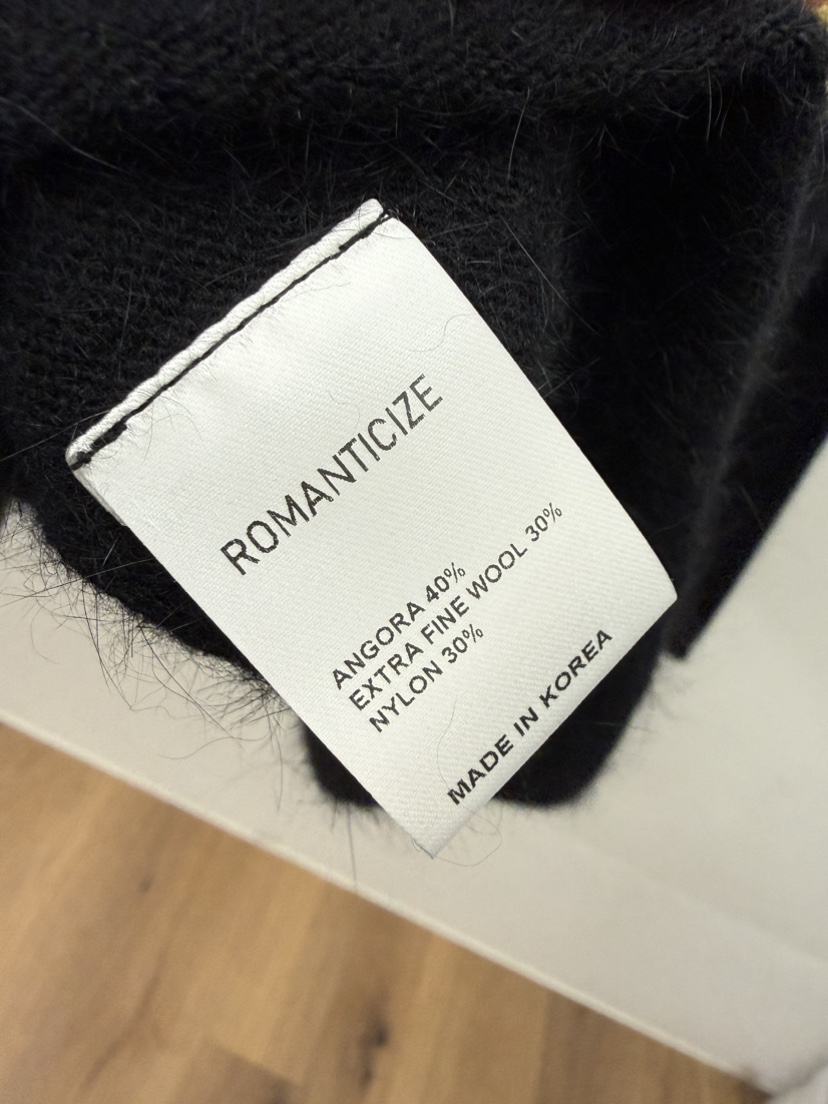 ROMANTICIZE
ANGORA 40%
EXTRA FINE WOOL 30%
NYLON 30%
MADE IN KOREA